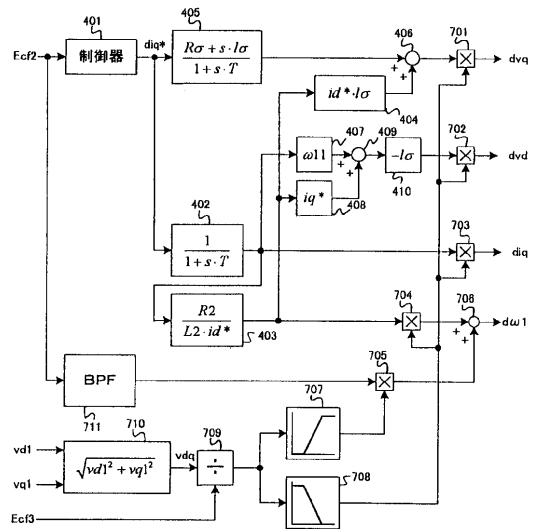 401
405
406
701
Ecf2
制御器
diq*
Rσ + s·lσ
1 + s·T
dvq
+
+
id*·lσ
404
407
409
702
ω11
+
+
-lσ
dvd
410
iq*
408
402
703
1
1 + s·T
diq
R2
L2·id*
403
704
706
+
+
dω1
705
BPF
711
707
710
709
vd1
√vd1² + vq1²
vdq
÷
vq1
708
Ecf3